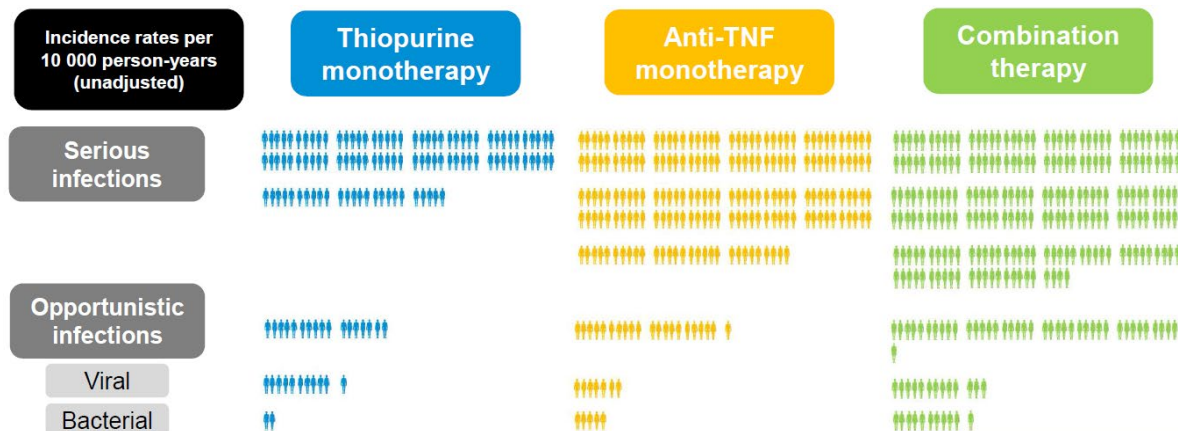 Incidence rates per
10 000 person-years
(unadjusted)
Thiopurine
monotherapy
Anti-TNF
monotherapy
Combination
therapy
Serious
infections
Opportunistic
infections
Viral
Bacterial